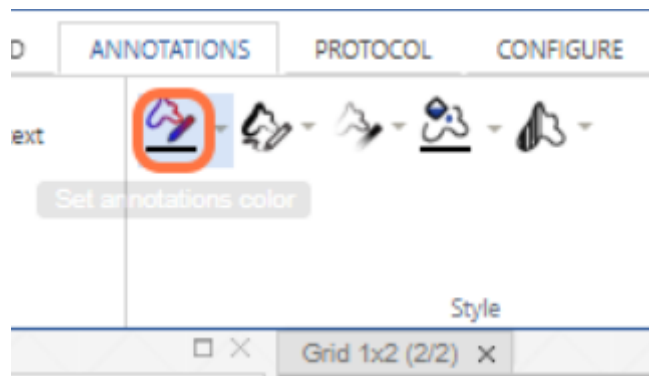 D ANNOTATIONS PROTOCOL CONFIGURE
ext
Set annotations color
Style
Grid 1x2 (2/2)